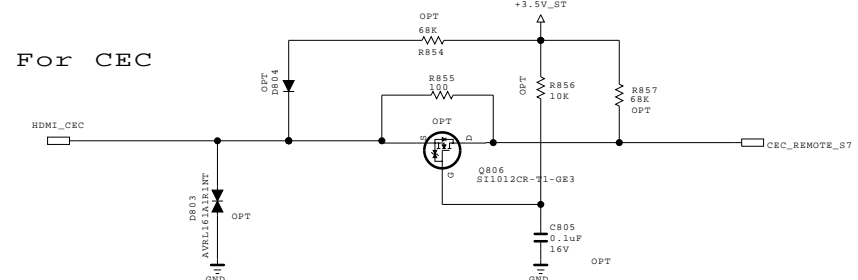 +3.5V_ST
OPT
68K
R854
For CEC
OPT
D804
R855
100
OPT
R856
10K
R857
68K
OPT
HDMI_CEC
OPT
S
D
G
CEC_REMOTE_S7
Q806
SI1012CR-T1-GE3
D803
AVRL161A1R1NT
OPT
C805
0.1uF
16V
OPT
GND
GND